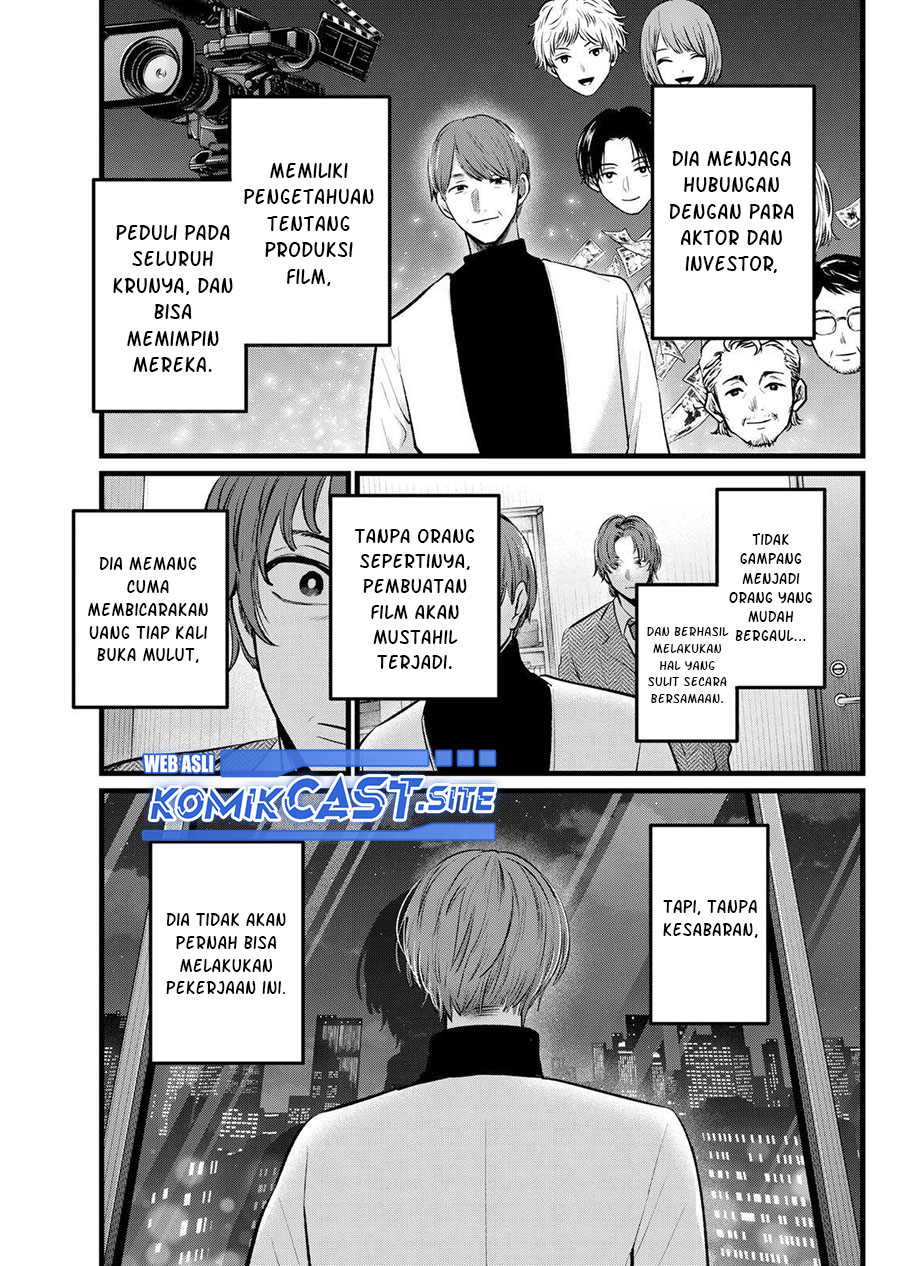 DIA MENJAGA
HUBUNGAN
DENGAN PARA
AKTOR DAN
INVESTOR,
MEMILIKI
PENGETAHUAN
TENTANG
PRODUKSI
FILM,
PEDULI PADA
SELURUH
KRUNYA, DAN
BISA
MEMIMPIN
MEREKA.
TIDAK
GAMPANG
MENJADI
ORANG YANG
MUDAH
BERGAUL...
DAN BERHASIL
MELAKUKAN
HAL YANG
SULIT SECARA
BERSAMAAN.
TANPA ORANG
SEPERTINYA,
PEMBUATAN
FILM AKAN
MUSTAHIL
TERJADI.
DIA MEMANG
CUMA
MEMBICARAKAN
UANG TIAP KALI
BUKA MULUT,
WEB ASLI
KOMIKCAST.SITE
TAPI, TANPA
KESABARAN,
DIA TIDAK AKAN
PERNAH BISA
MELAKUKAN
PEKERJAAN INI.